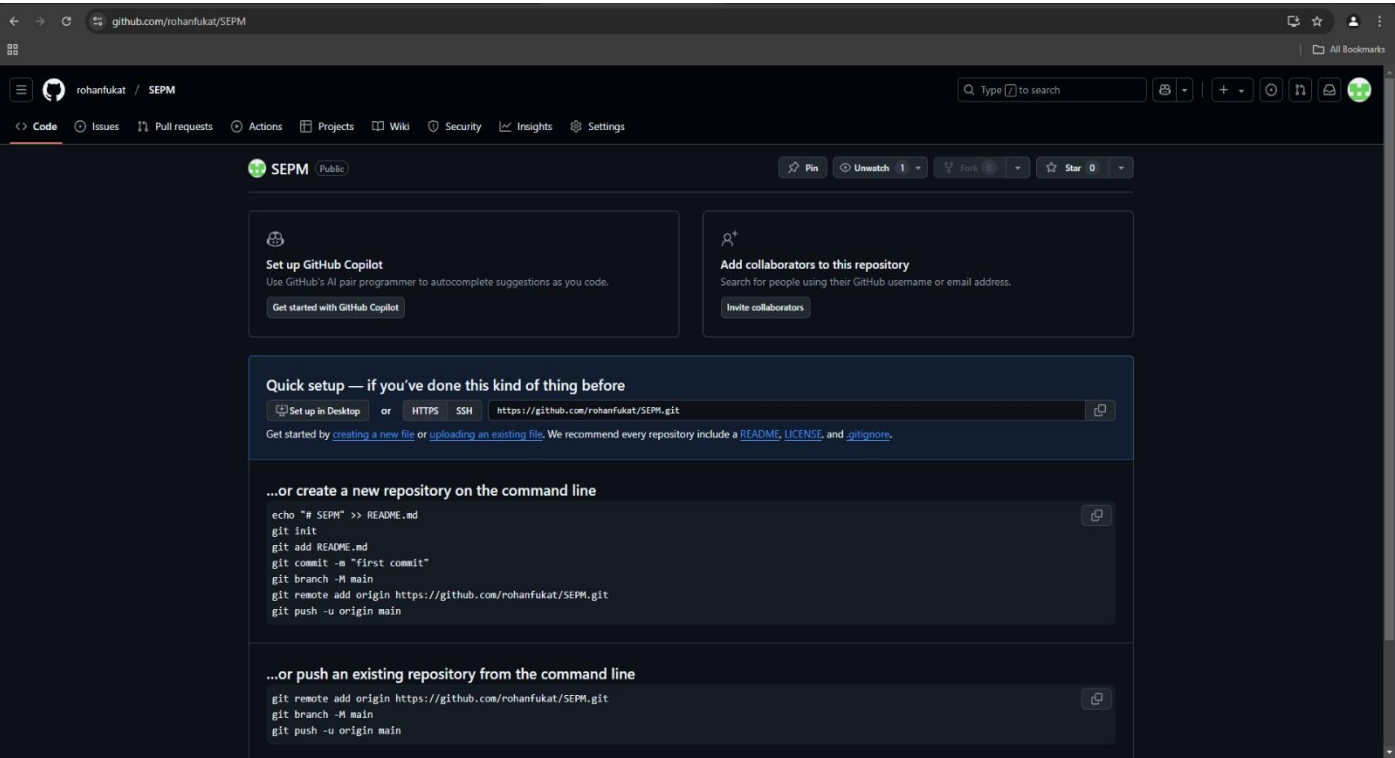 github.com/rohanfukat/SEPM
All Bookmarks
rohanfukat / SEPM
Type / to search
Code Issues Pull requests Actions Projects Wiki Security Insights Settings
SEPM Public
Pin Unwatch 1 Fork 0 Star 0
Set up GitHub Copilot
Use GitHub's AI pair programmer to autocomplete suggestions as you code.
Get started with GitHub Copilot
Add collaborators to this repository
Search for people using their GitHub username or email address.
Invite collaborators
Quick setup — if you've done this kind of thing before
Set up in Desktop or HTTPS SSH https://github.com/rohanfukat/SEPM.git
Get started by creating a new file or uploading an existing file. We recommend every repository include a README, LICENSE, and .gitignore.
...or create a new repository on the command line
echo "# SEPM" >> README.md
git init
git add README.md
git commit -m "first commit"
git branch -M main
git remote add origin https://github.com/rohanfukat/SEPM.git
git push -u origin main
...or push an existing repository from the command line
git remote add origin https://github.com/rohanfukat/SEPM.git
git branch -M main
git push -u origin main